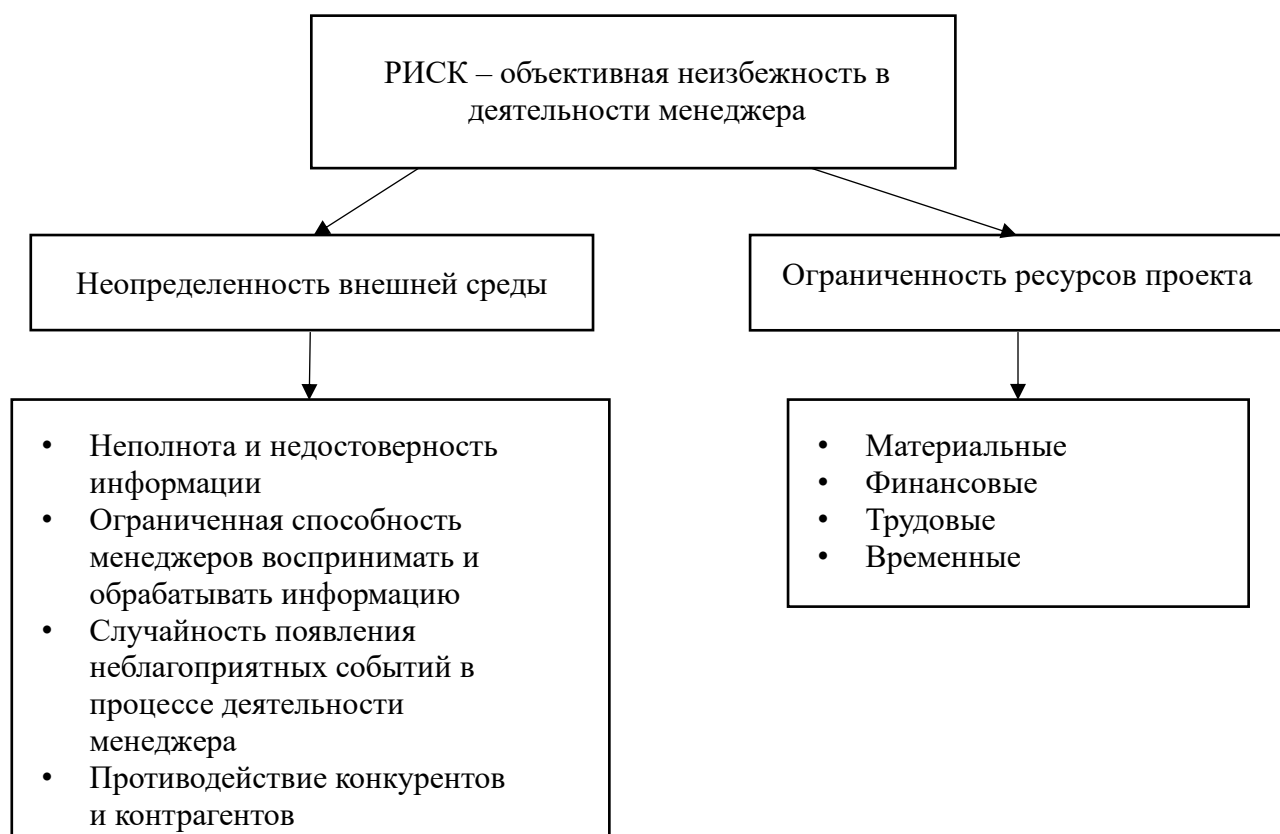 РИСК – объективная неизбежность в
деятельности менеджера
Неопределенность внешней среды
Ограниченность ресурсов проекта
• Неполнота и недостоверность
информации
• Ограниченная способность
менеджеров воспринимать и
обрабатывать информацию
• Случайность появления
неблагоприятных событий в
процессе деятельности
менеджера
• Противодействие конкурентов
и контрагентов
• Материальные
• Финансовые
• Трудовые
• Временные